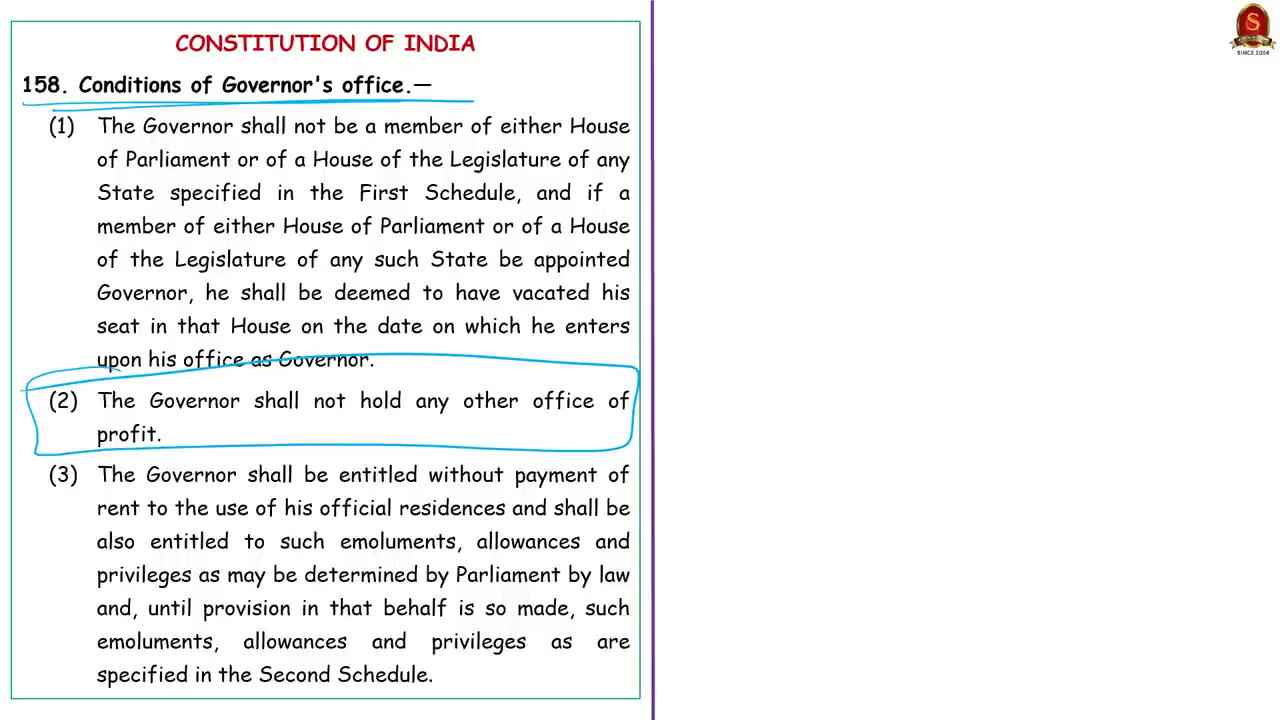 CONSTITUTION OF INDIA
158. Conditions of Governor's office.—
(1) The Governor shall not be a member of either House
of Parliament or of a House of the Legislature of any
State specified in the First Schedule, and if a
member of either House of Parliament or of a House
of the Legislature of any such State be appointed
Governor, he shall be deemed to have vacated his
seat in that House on the date on which he enters
upon his office as Governor.
(2) The Governor shall not hold any other office of
profit.
(3) The Governor shall be entitled without payment of
rent to the use of his official residences and shall be
also entitled to such emoluments, allowances and
privileges as may be determined by Parliament by law
and, until provision in that behalf is so made, such
emoluments, allowances and privileges as are
specified in the Second Schedule.
S
SINCE 2004